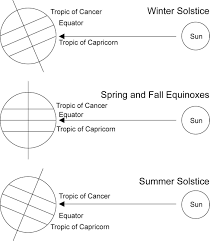 Winter Solstice
Tropic of Cancer
Equator
Tropic of Capricorn
Sun
Spring and Fall Equinoxes
Tropic of Cancer
Equator
Tropic of Capricorn
Sun
Summer Solstice
Tropic of Cancer
Equator
Tropic of Capricorn
Sun